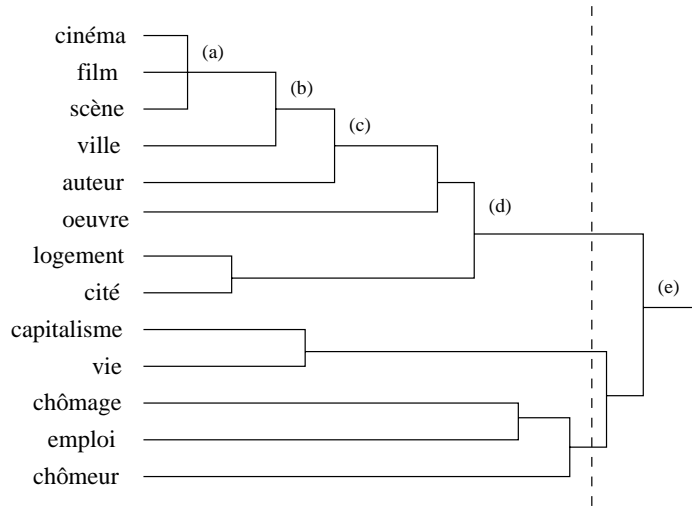 cinéma
(a)
film
(b)
scène
(c)
ville
auteur
(d)
oeuvre
logement
(e)
cité
capitalisme
vie
chômage
emploi
chômeur